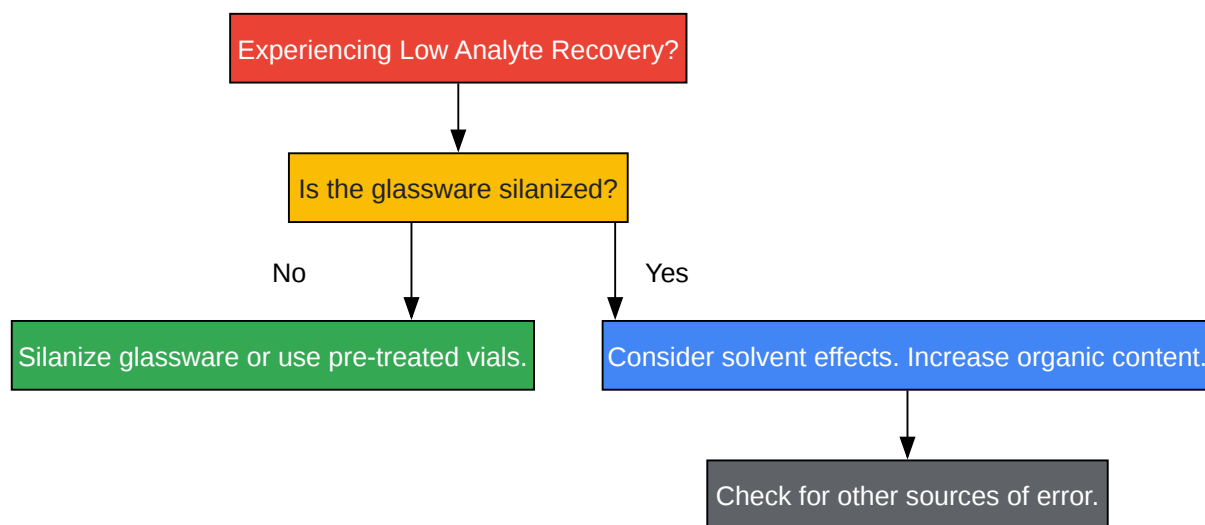 Experiencing Low Analyte Recovery?
Is the glassware silanized?
No
Yes
Silanize glassware or use pre-treated vials.
Consider solvent effects. Increase organic content.
Check for other sources of error.